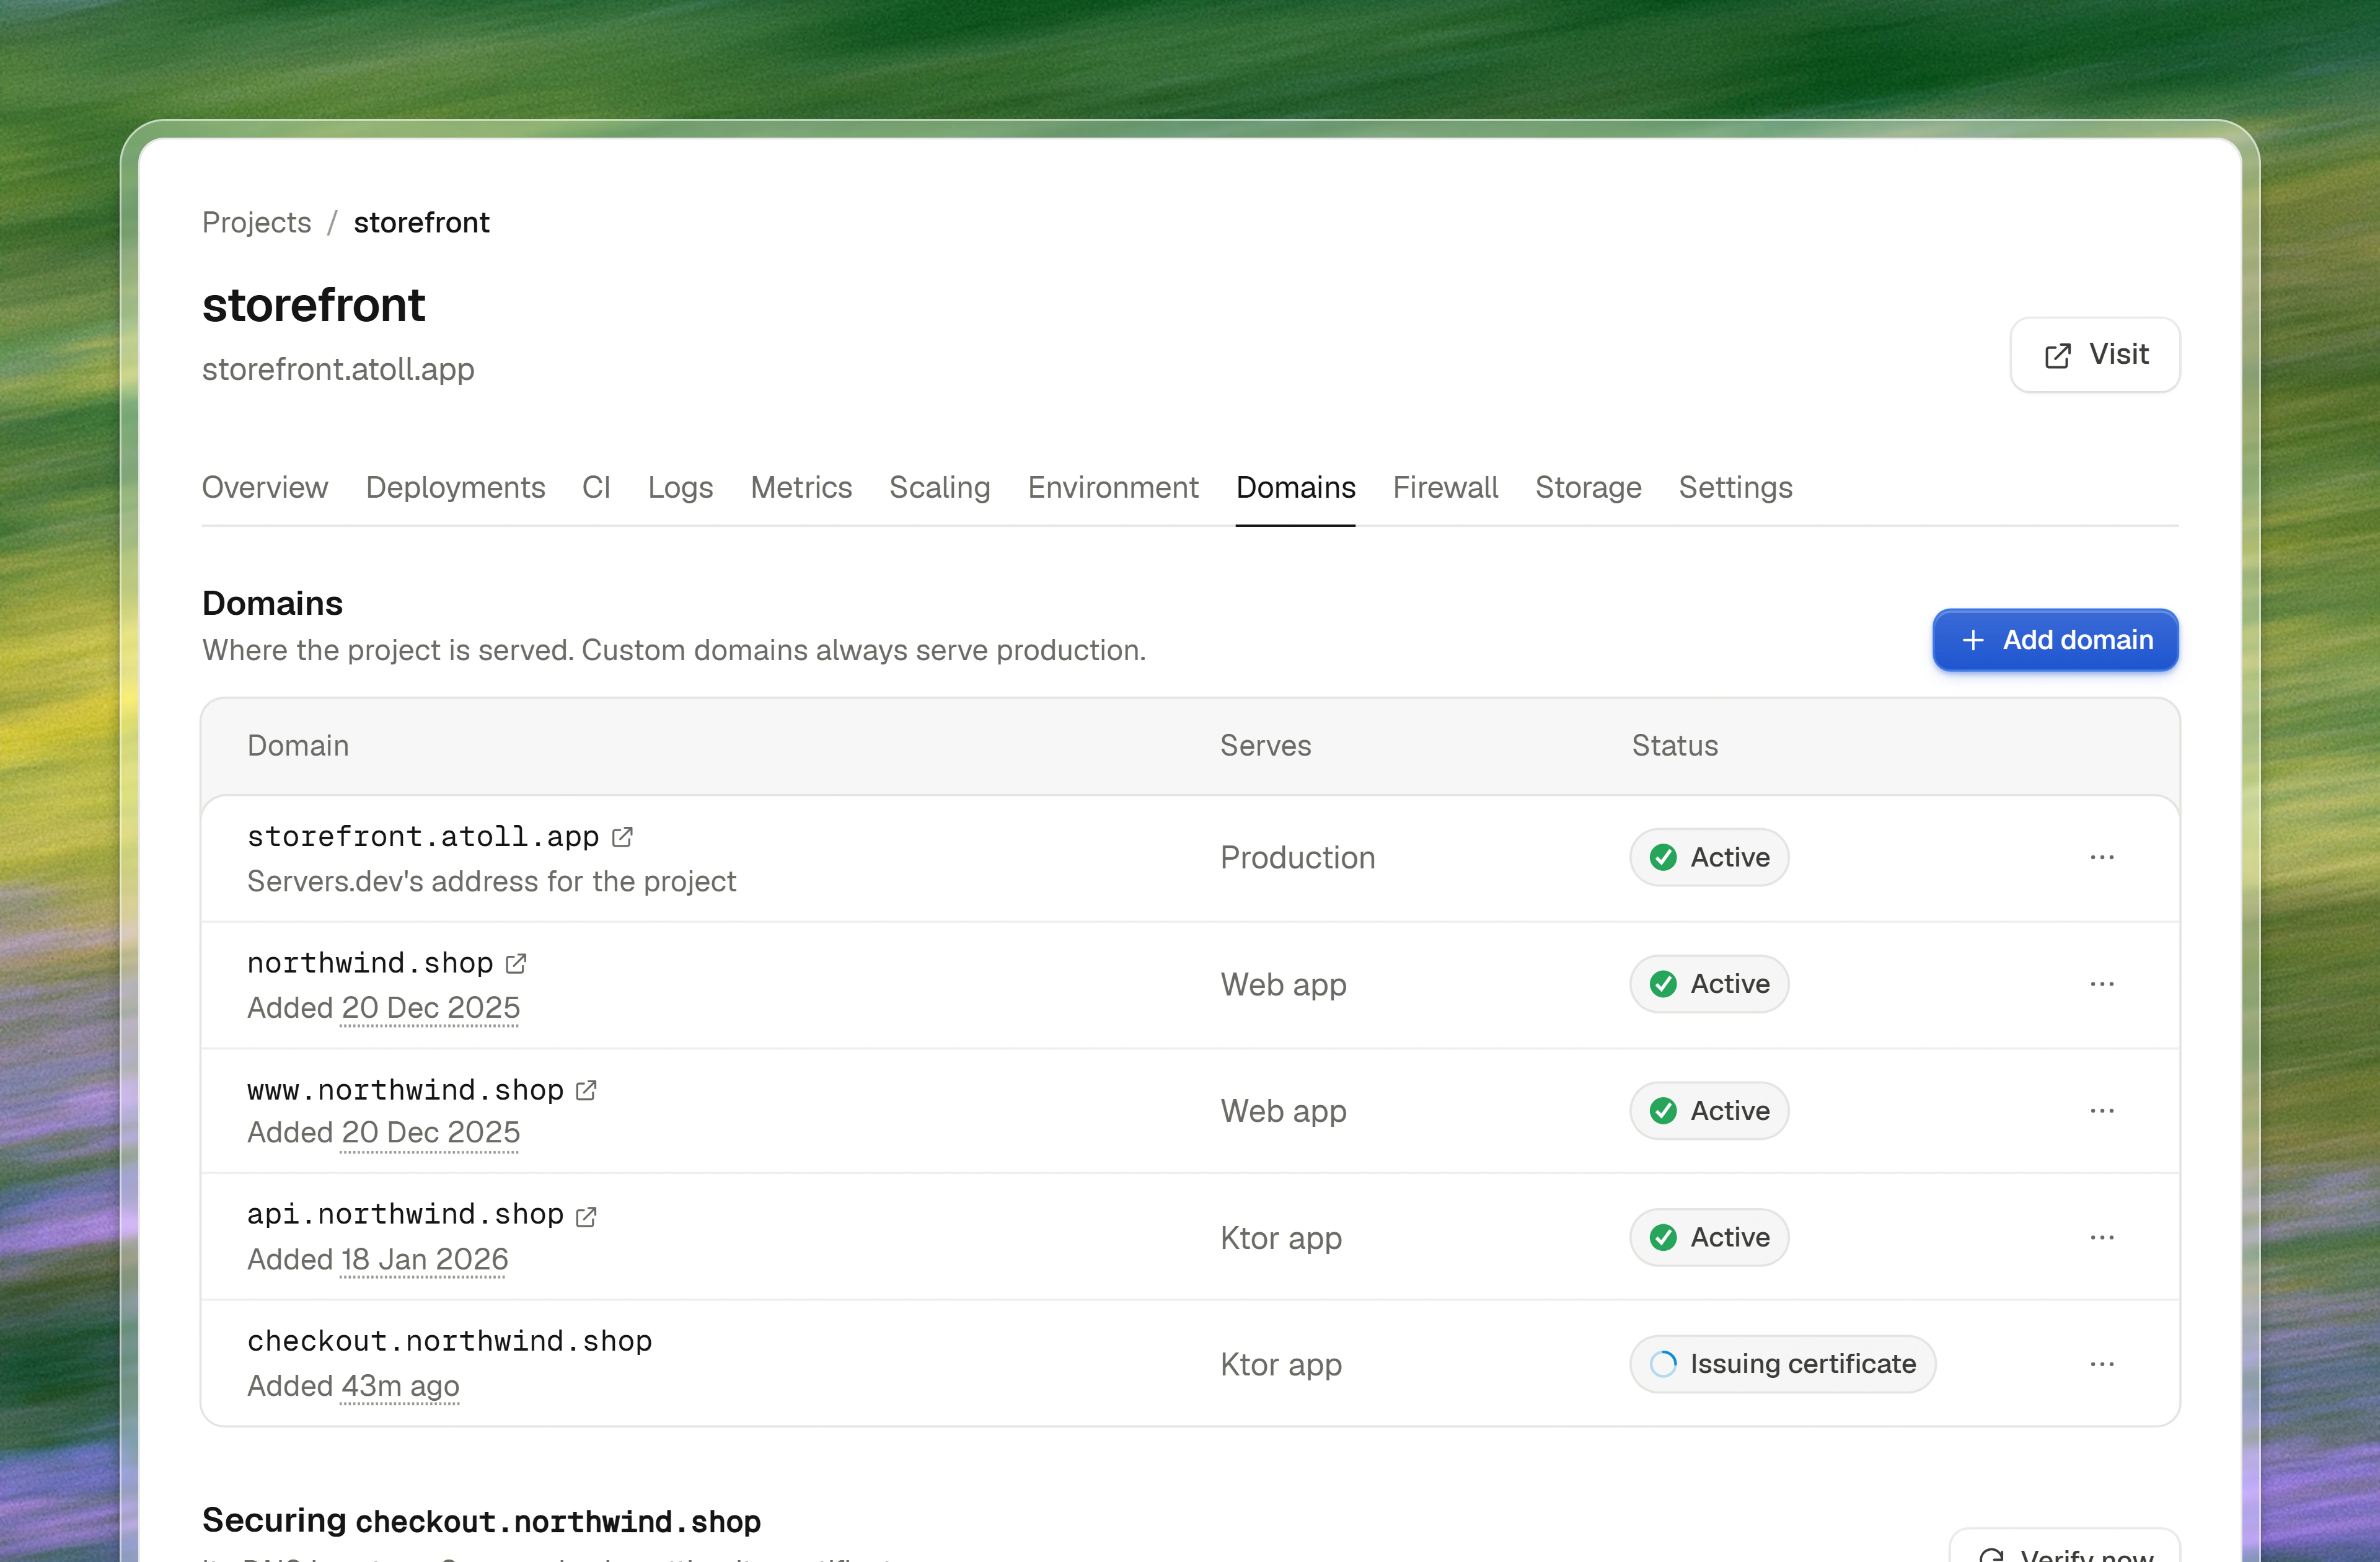 Projects / storefront
storefront
storefront.atoll.app
Visit
Overview Deployments CI Logs Metrics Scaling Environment Domains Firewall Storage Settings
Domains
Where the project is served. Custom domains always serve production.
Add domain
Domain Serves Status
storefront.atoll.app
Servers.dev's address for the project
Production
Active
northwind.shop
Added 20 Dec 2025
Web app
Active
www.northwind.shop
Added 20 Dec 2025
Web app
Active
api.northwind.shop
Added 18 Jan 2026
Ktor app
Active
checkout.northwind.shop
Added 43m ago
Ktor app
Issuing certificate
Securing checkout.northwind.shop
Verify now